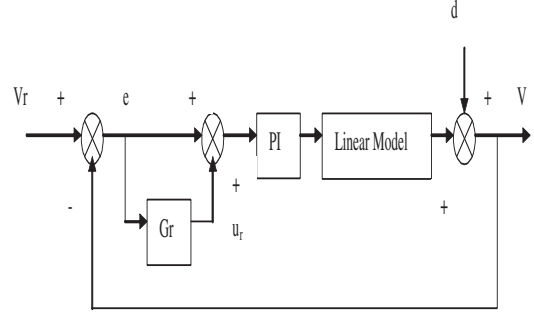 d
Vr + e + + V
PI Linear Model
- + +
Gr u_r